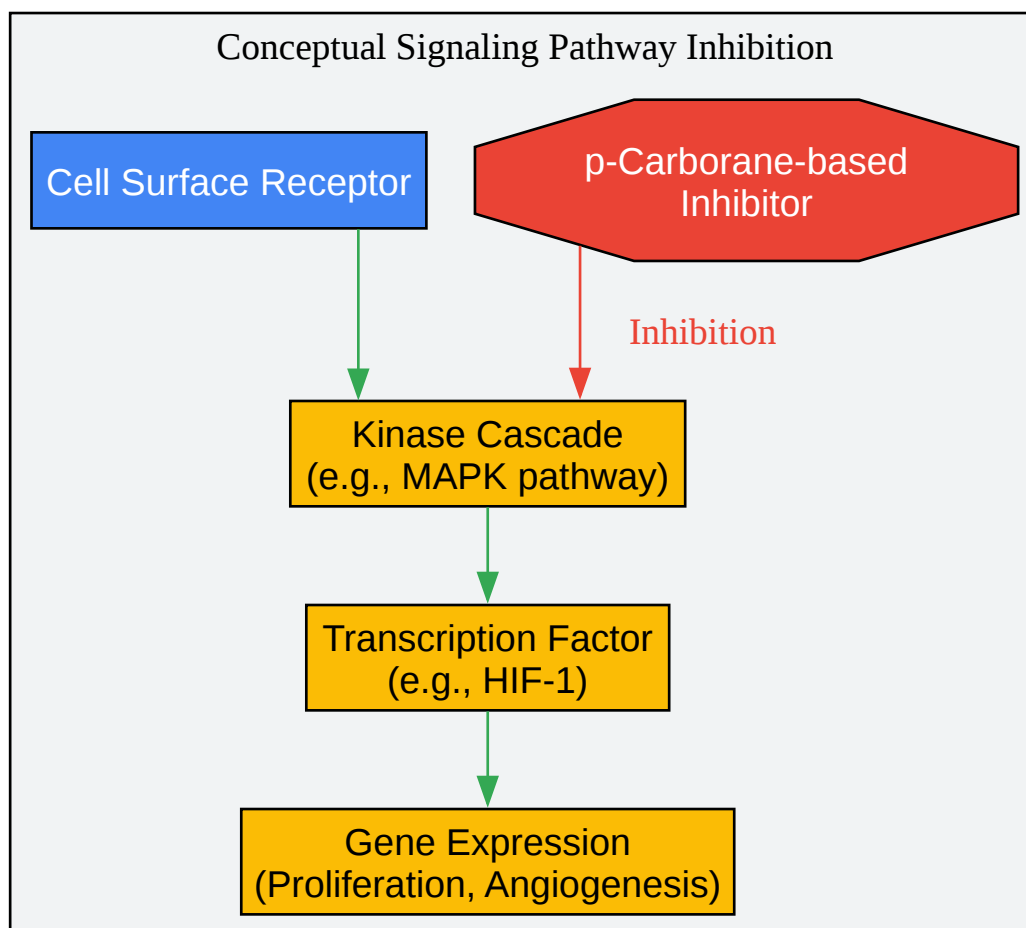 Conceptual Signaling Pathway Inhibition
Cell Surface Receptor
p-Carborane-based
Inhibitor
Inhibition
Kinase Cascade
(e.g., MAPK pathway)
Transcription Factor
(e.g., HIF-1)
Gene Expression
(Proliferation, Angiogenesis)